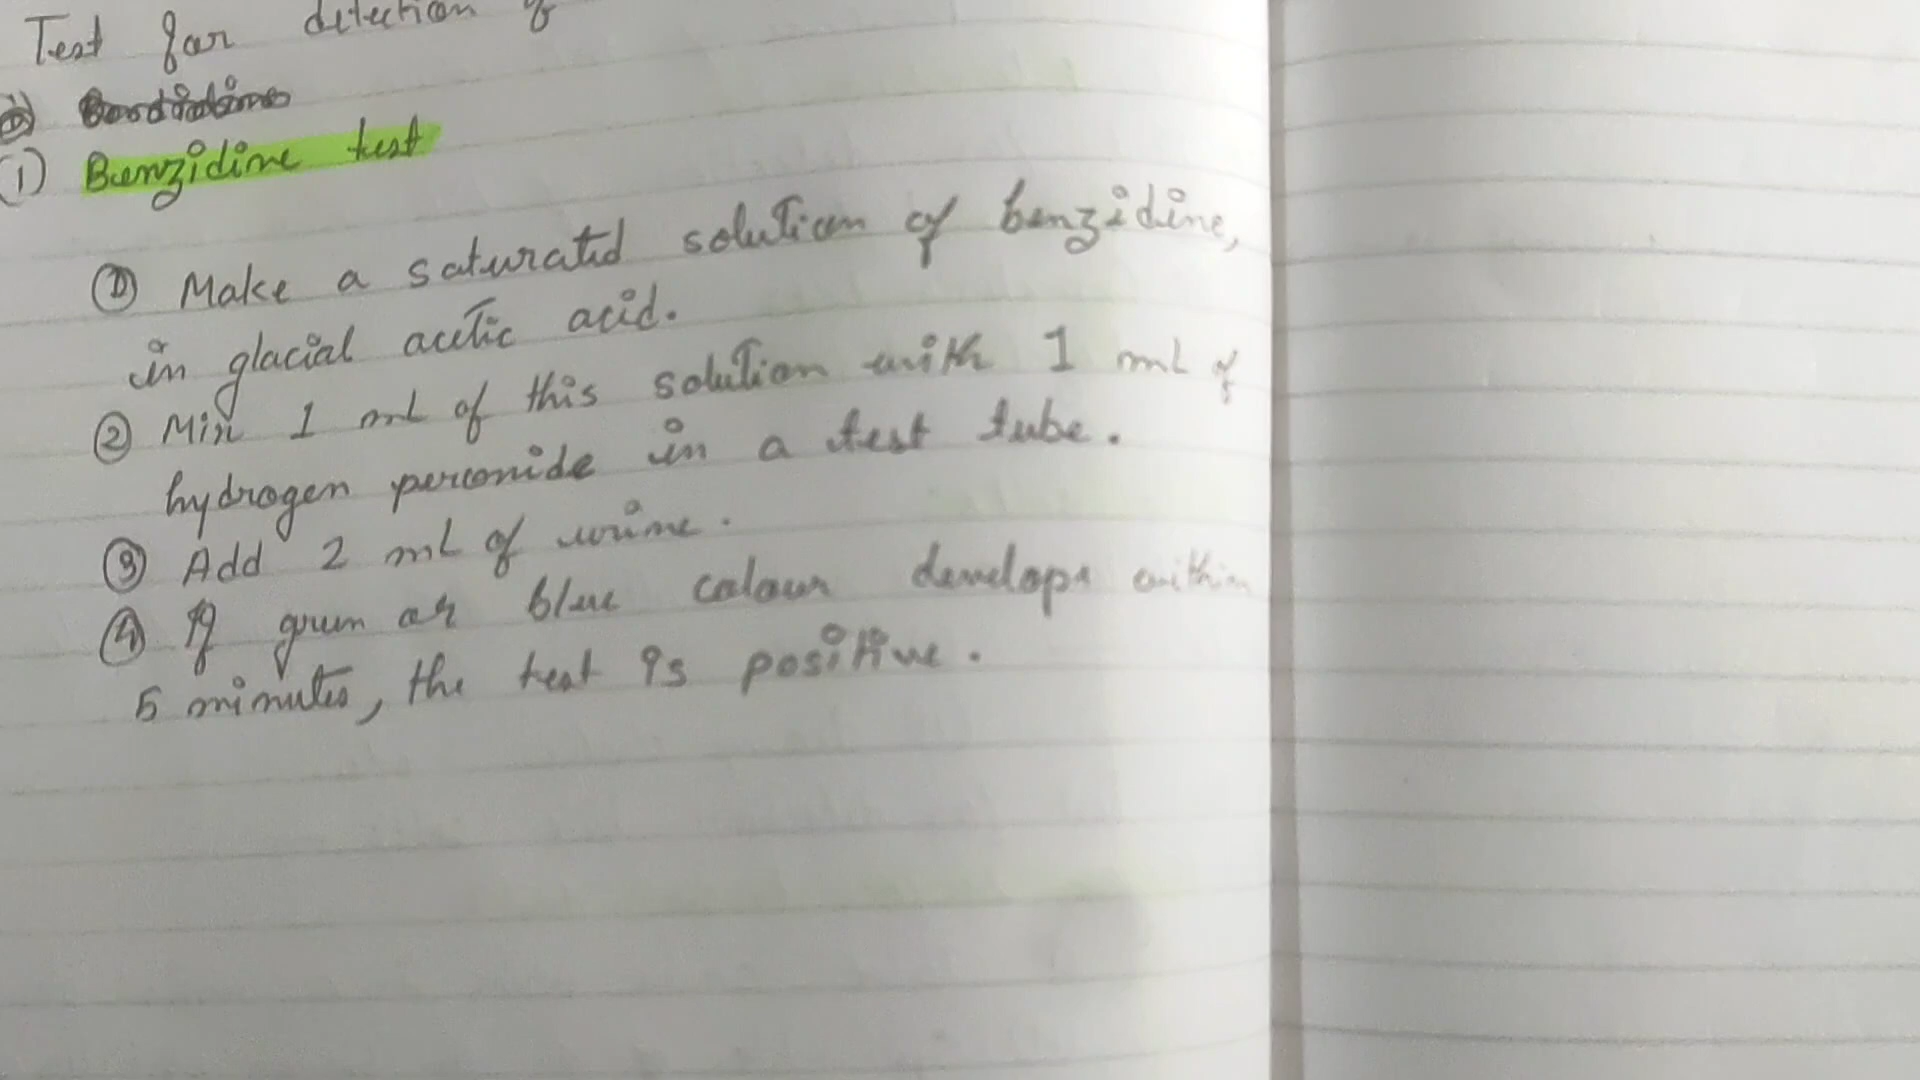 Test for detection of
(1) Benzidine test
① Make a saturated solution of benzidine,
in glacial acetic acid.
② Mix 1 ml of this solution with 1 ml of
hydrogen peroxide in a test tube.
③ Add 2 ml of urine.
④ If green or blue colour develops within
5 minutes, the test is positive.